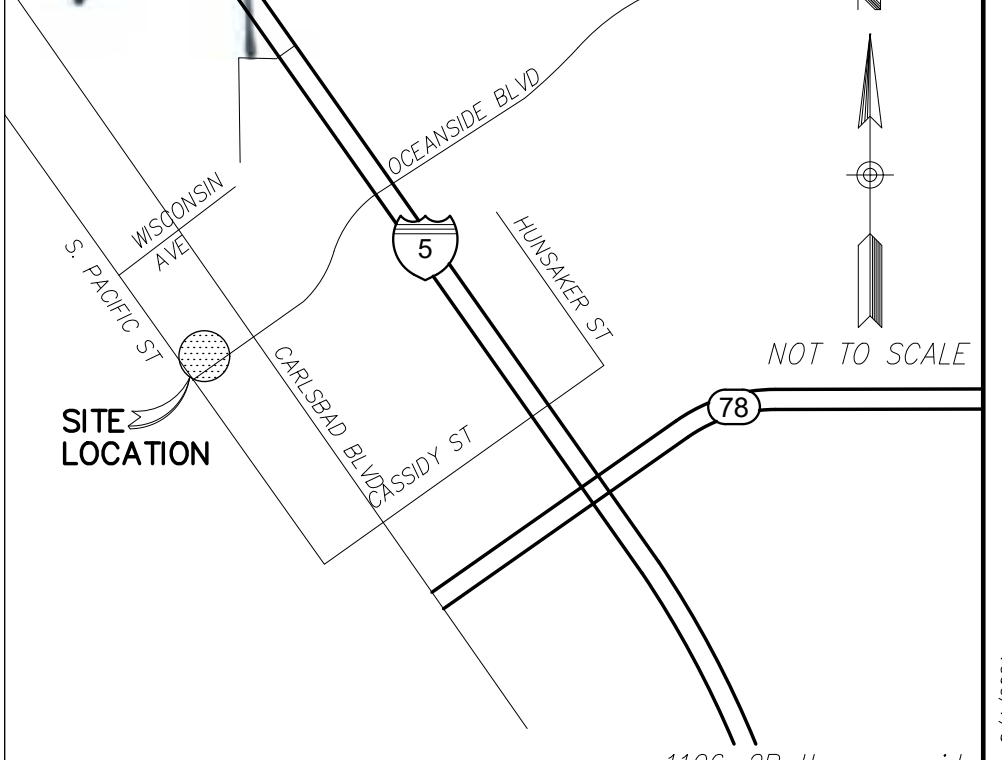 OCEANSIDE BLVD
WISCONSIN
AVE
S. PACIFIC ST
5
HUNSAKER ST
NOT TO SCALE
78
CARLSBAD BLVD
CASSIDY ST
SITE
LOCATION